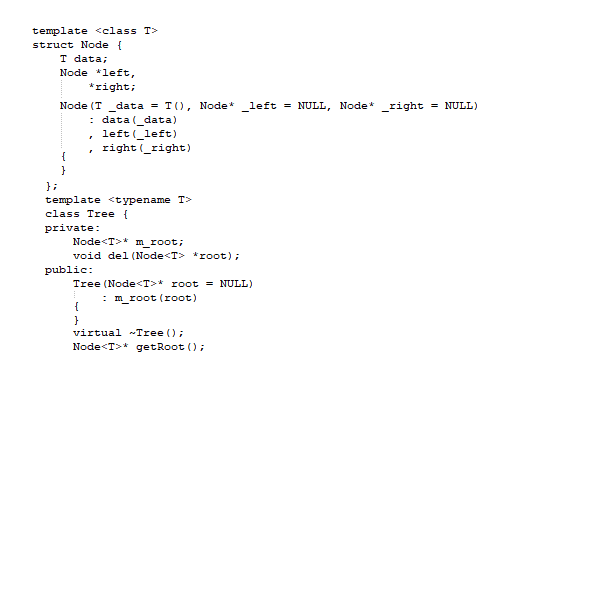 template <class T>
struct Node {
    T data;
    Node *left,
        *right;
    Node(T _data = T(), Node* _left = NULL, Node* _right = NULL)
        : data(_data)
        , left(_left)
        , right(_right)
    {
    }
};
template <typename T>
class Tree {
private:
    Node<T>* m_root;
    void del(Node<T> *root);
public:
    Tree(Node<T>* root = NULL)
        : m_root(root)
    {
    }
    virtual ~Tree();
    Node<T>* getRoot();